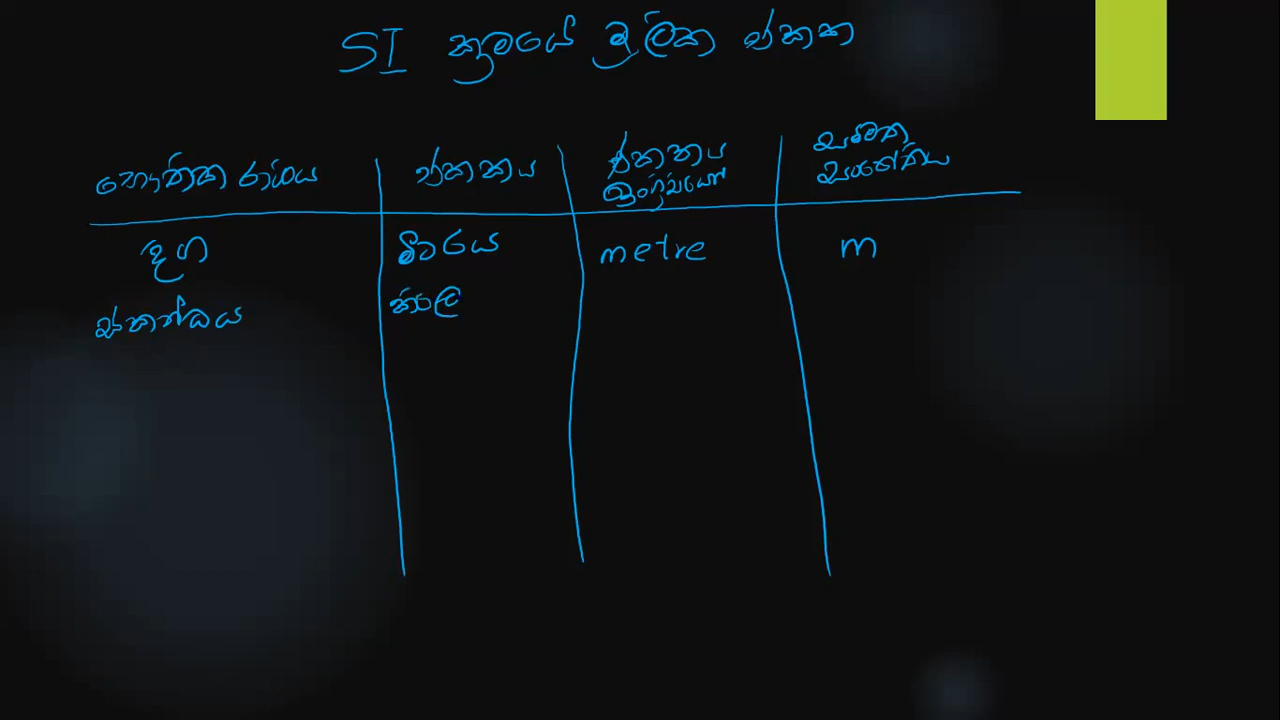 SI ක්‍රමයේ මූලික ඒකක
භෞතික රාශිය ඒකකය ඒකකය ඉංග්‍රීසියෙන් සම්මත සංකේතය
දිග මීටරය metre m
ස්කන්ධය කිලෝ